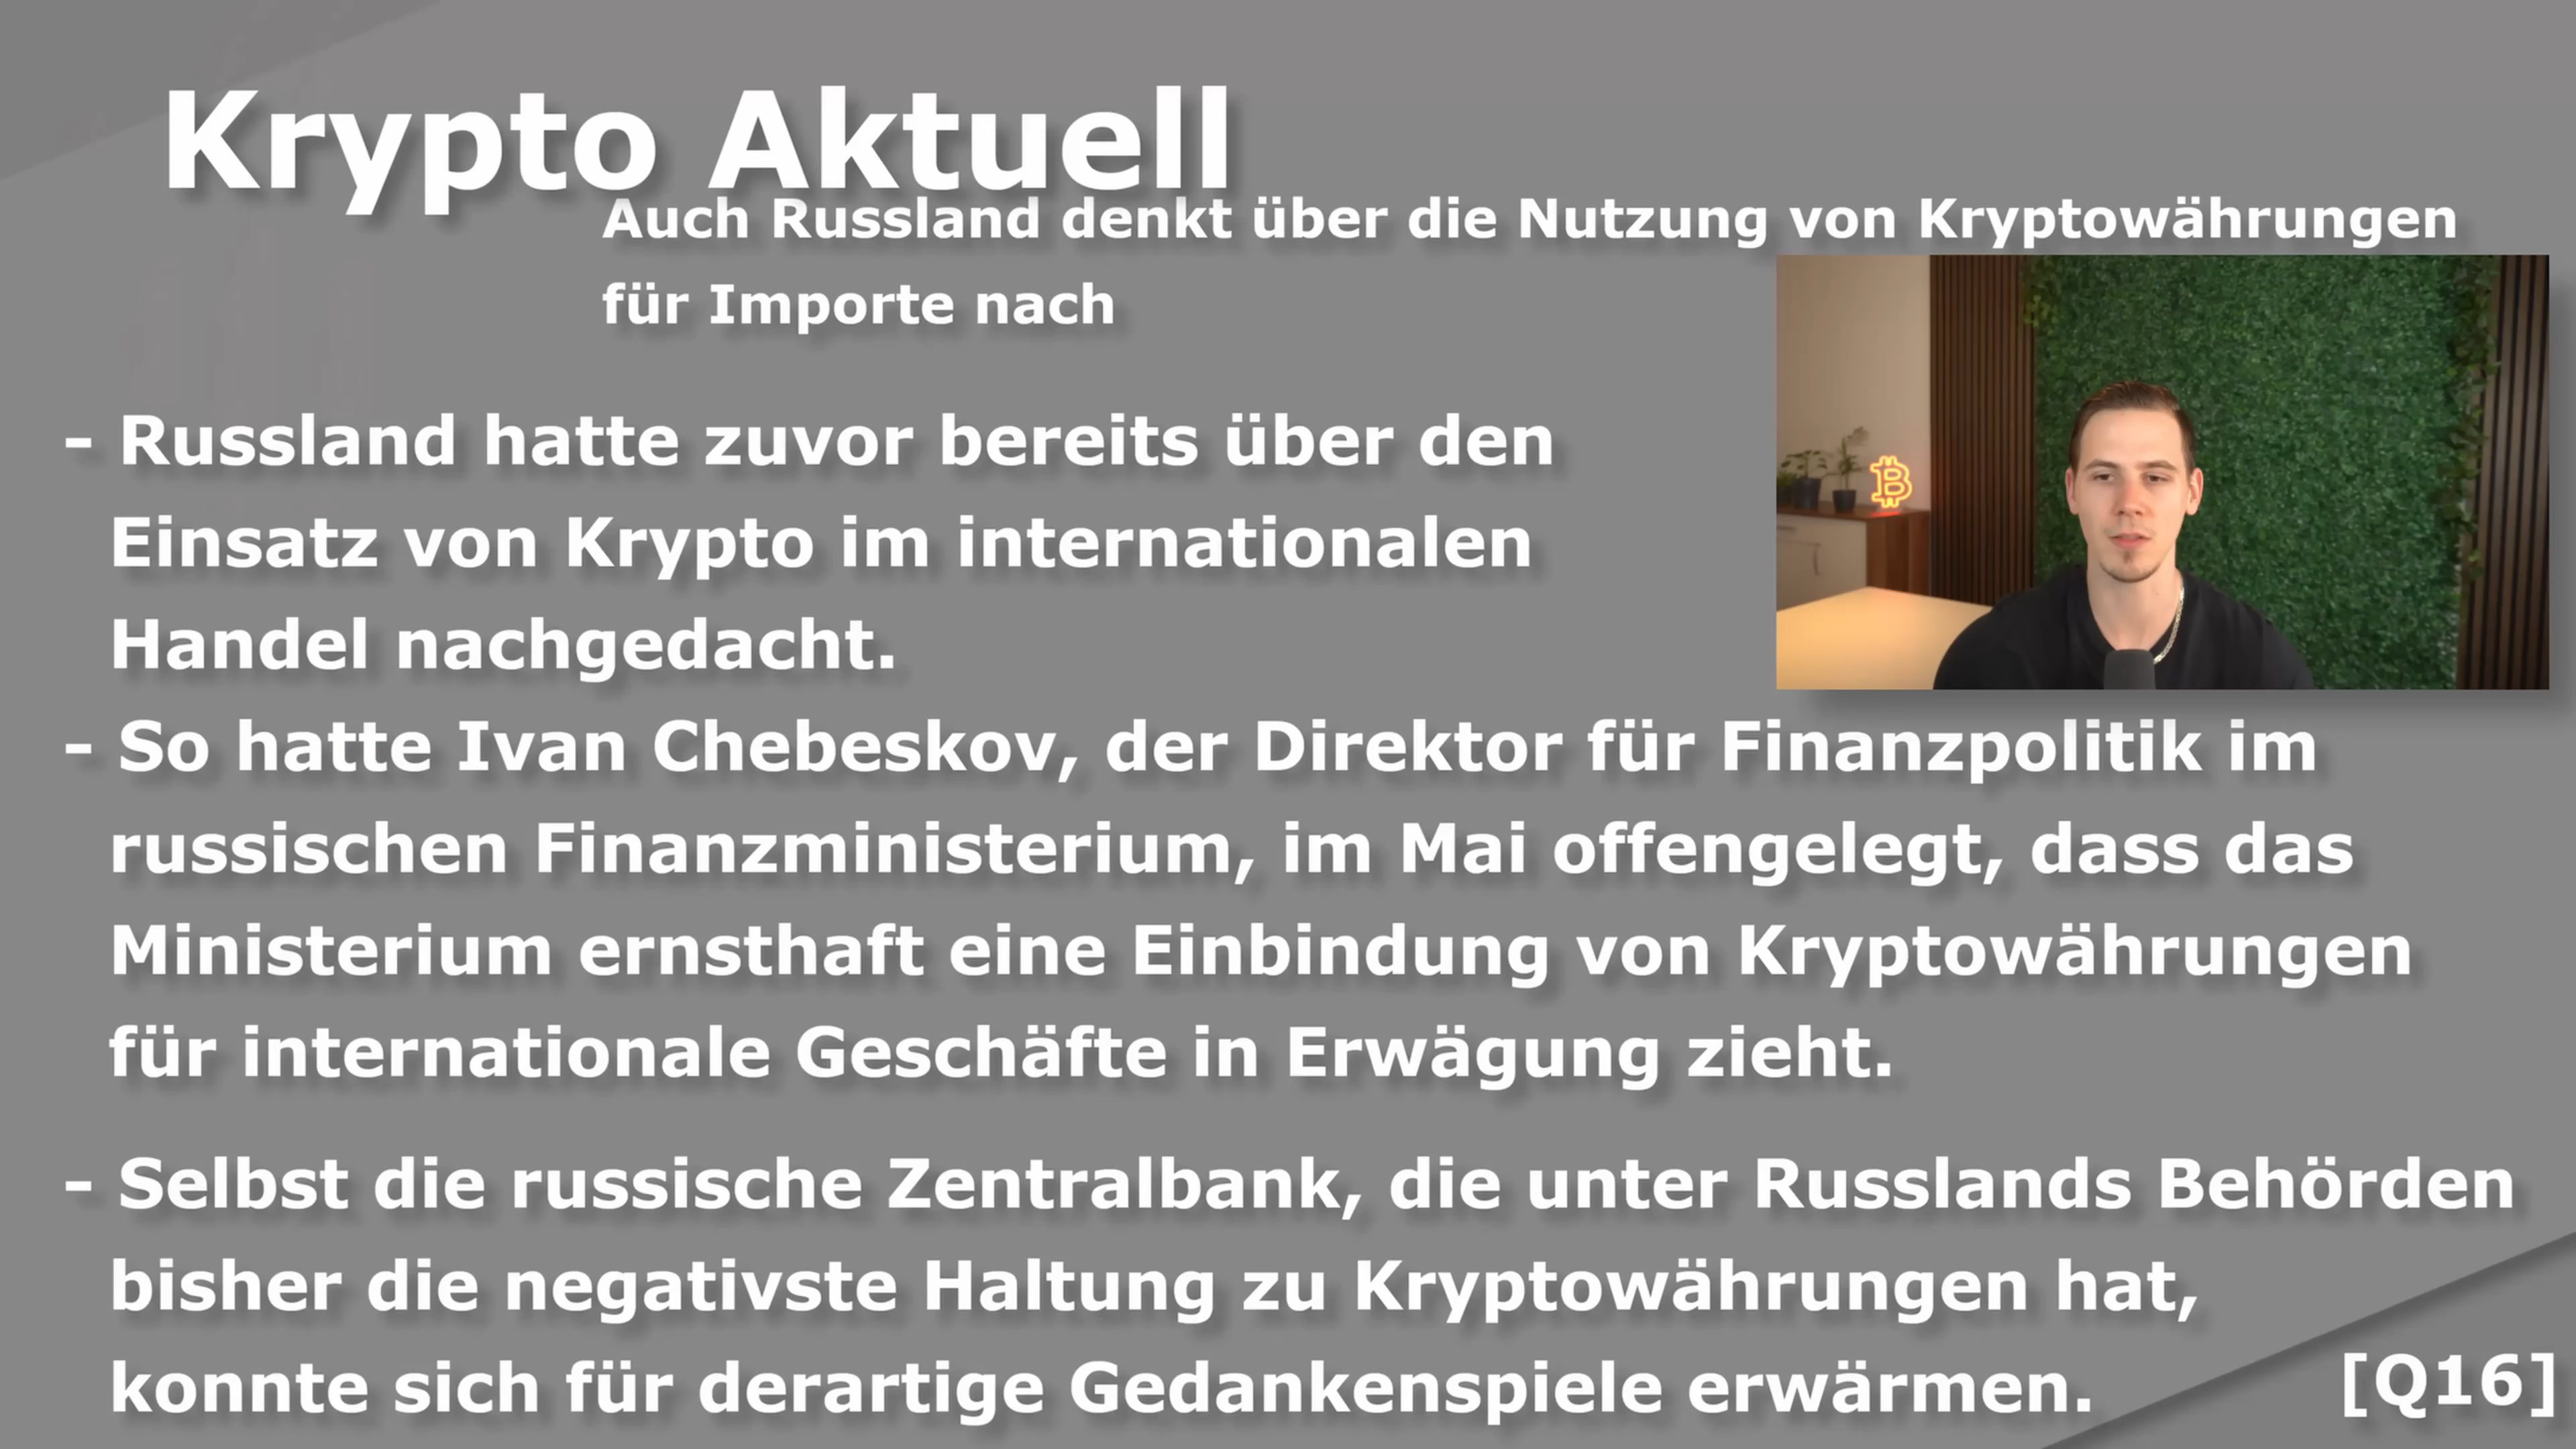 Krypto Aktuell
Auch Russland denkt über die Nutzung von Kryptowährungen
für Importe nach
- Russland hatte zuvor bereits über den
Einsatz von Krypto im internationalen
Handel nachgedacht.
- So hatte Ivan Chebeskov, der Direktor für Finanzpolitik im
russischen Finanzministerium, im Mai offengelegt, dass das
Ministerium ernsthaft eine Einbindung von Kryptowährungen
für internationale Geschäfte in Erwägung zieht.
- Selbst die russische Zentralbank, die unter Russlands Behörden
bisher die negativste Haltung zu Kryptowährungen hat,
konnte sich für derartige Gedankenspiele erwärmen.
[Q16]